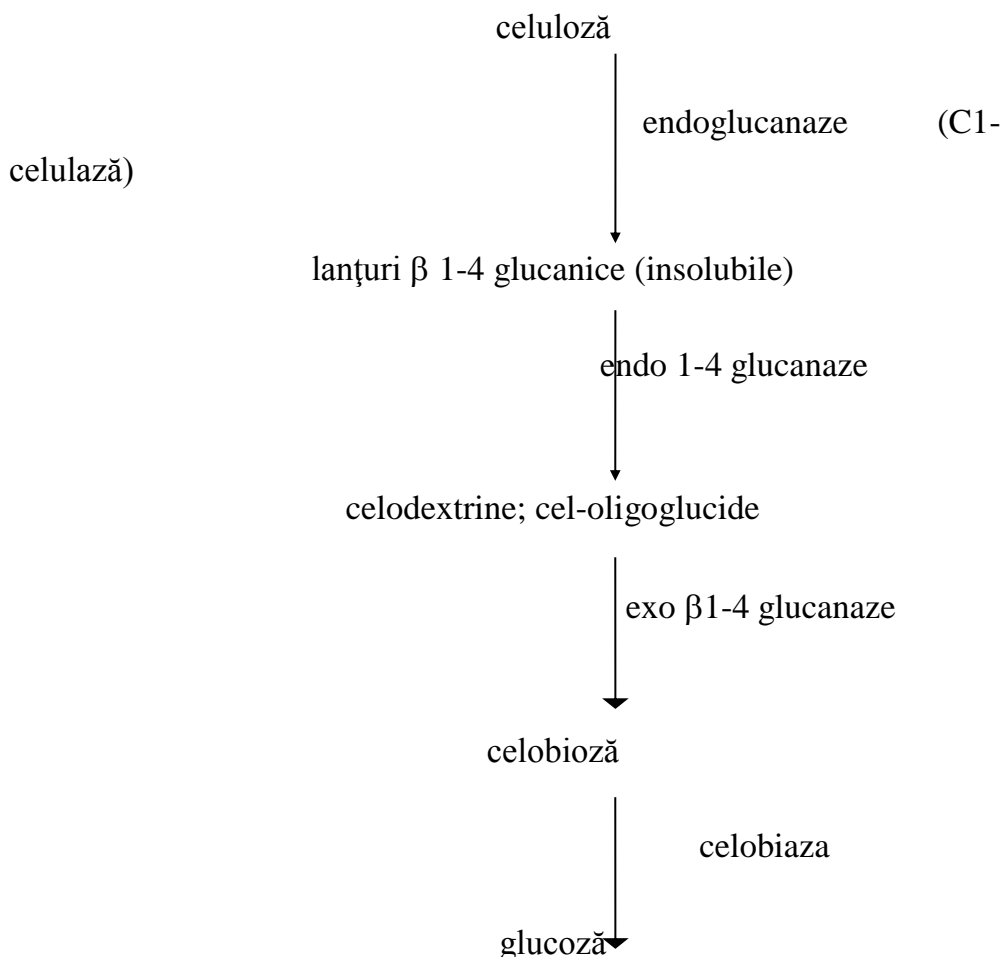 celuloză
endoglucanaze (C1-
celulază)
lanţuri β 1-4 glucanice (insolubile)
endo 1-4 glucanaze
celodextrine; cel-oligoglucide
exo β1-4 glucanaze
celobioză
celobiaza
glucoză